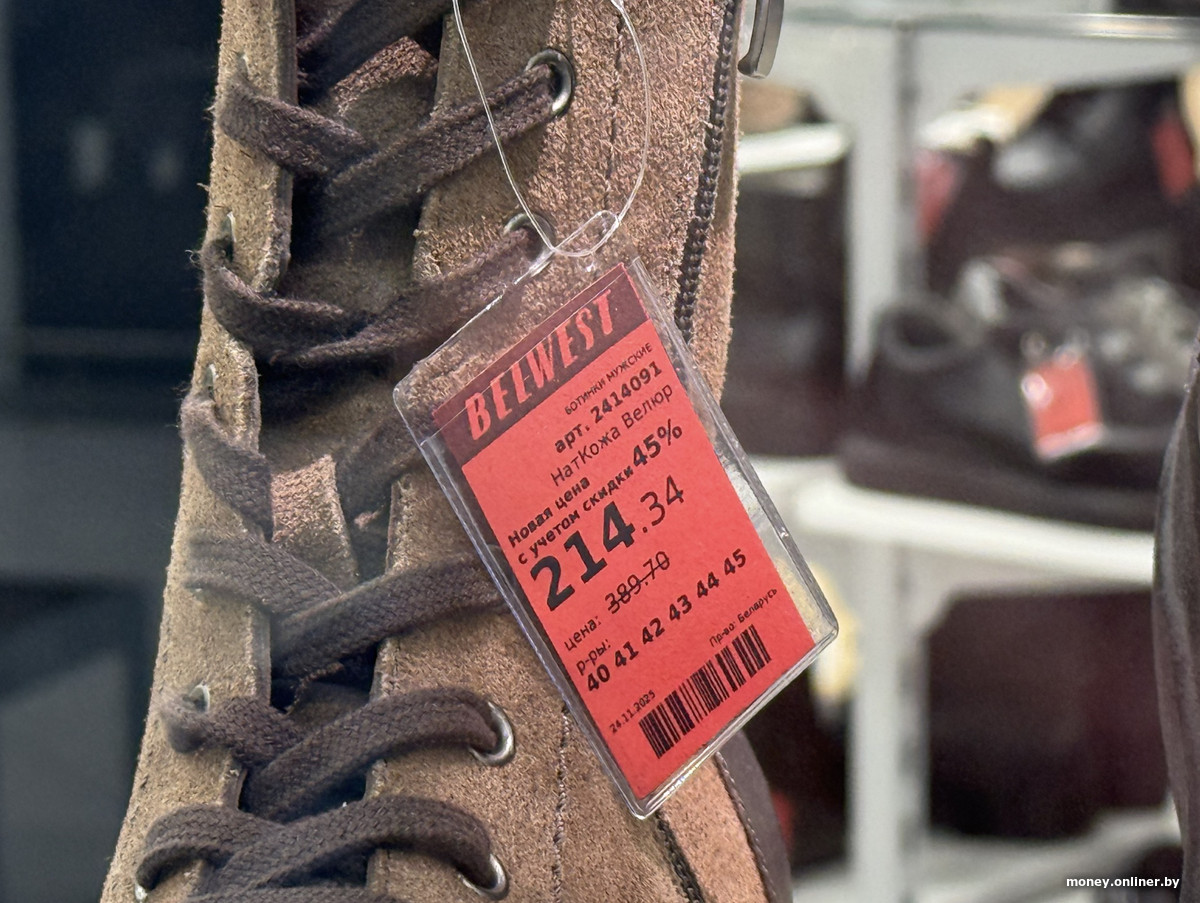 BELWEST
БОТИНКИ МУЖСКИЕ
арт. 2414091
НатКожа Велюр
Новая цена
с учетом скидки 45%
214.34
цена: 389.70
р-ры:
40 41 42 43 44 45
Пр-во: Беларусь
24.11.2025
money.onliner.by